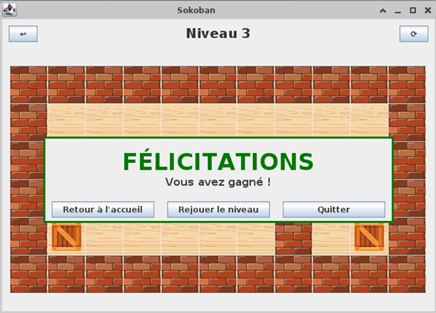 Sokoban
Niveau 3
FÉLICITATIONS
Vous avez gagné !
Retour à l'accueil
Rejouer le niveau
Quitter